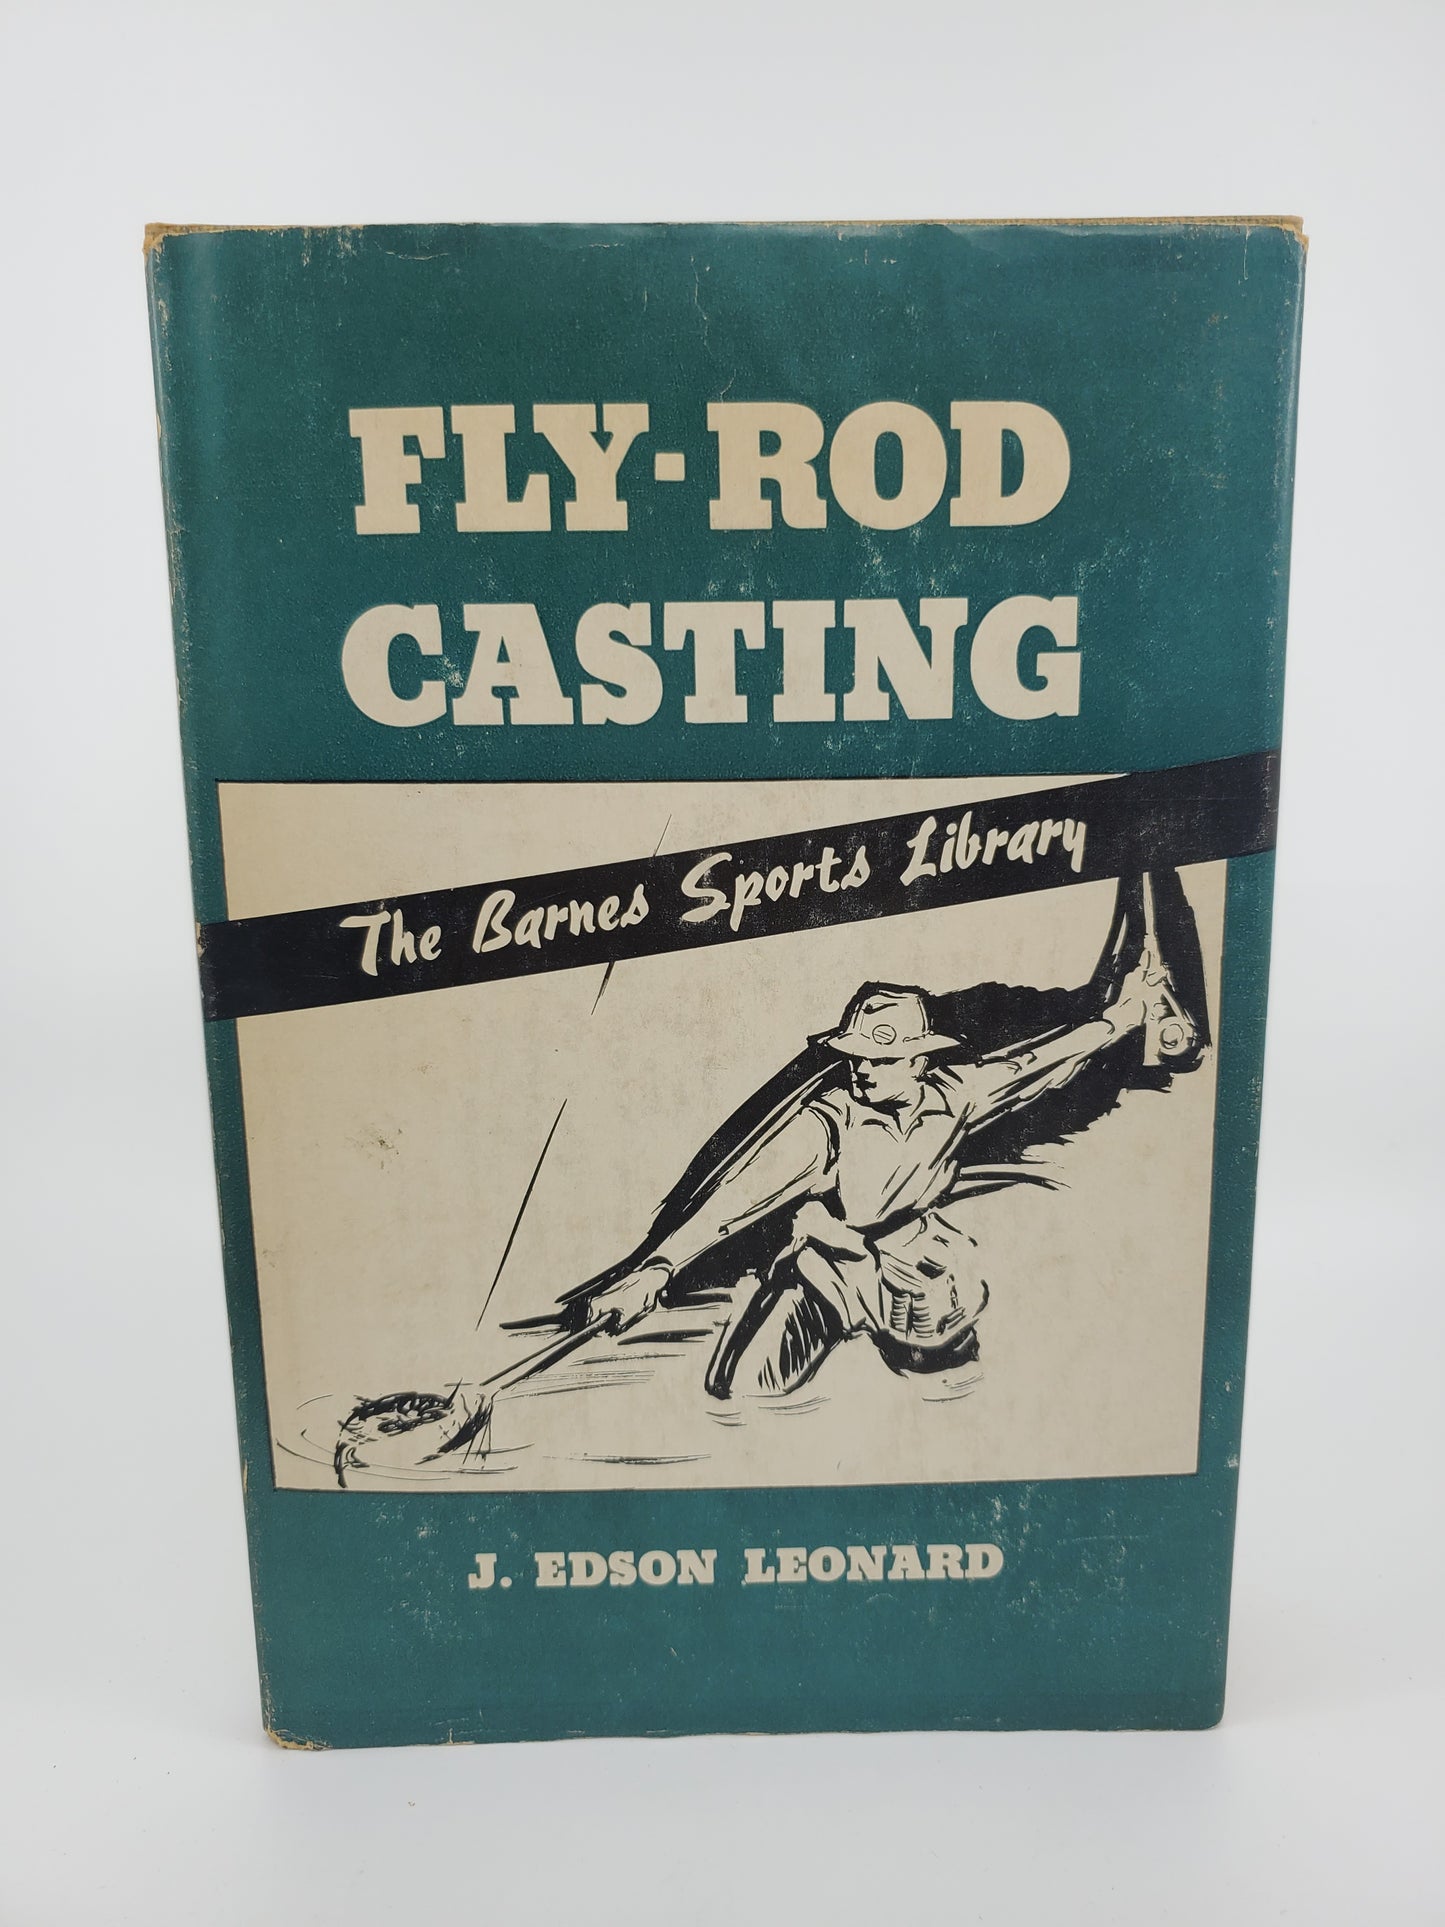 FLY-ROD
CASTING
The Barnes Sports Library
J. EDSON LEONARD